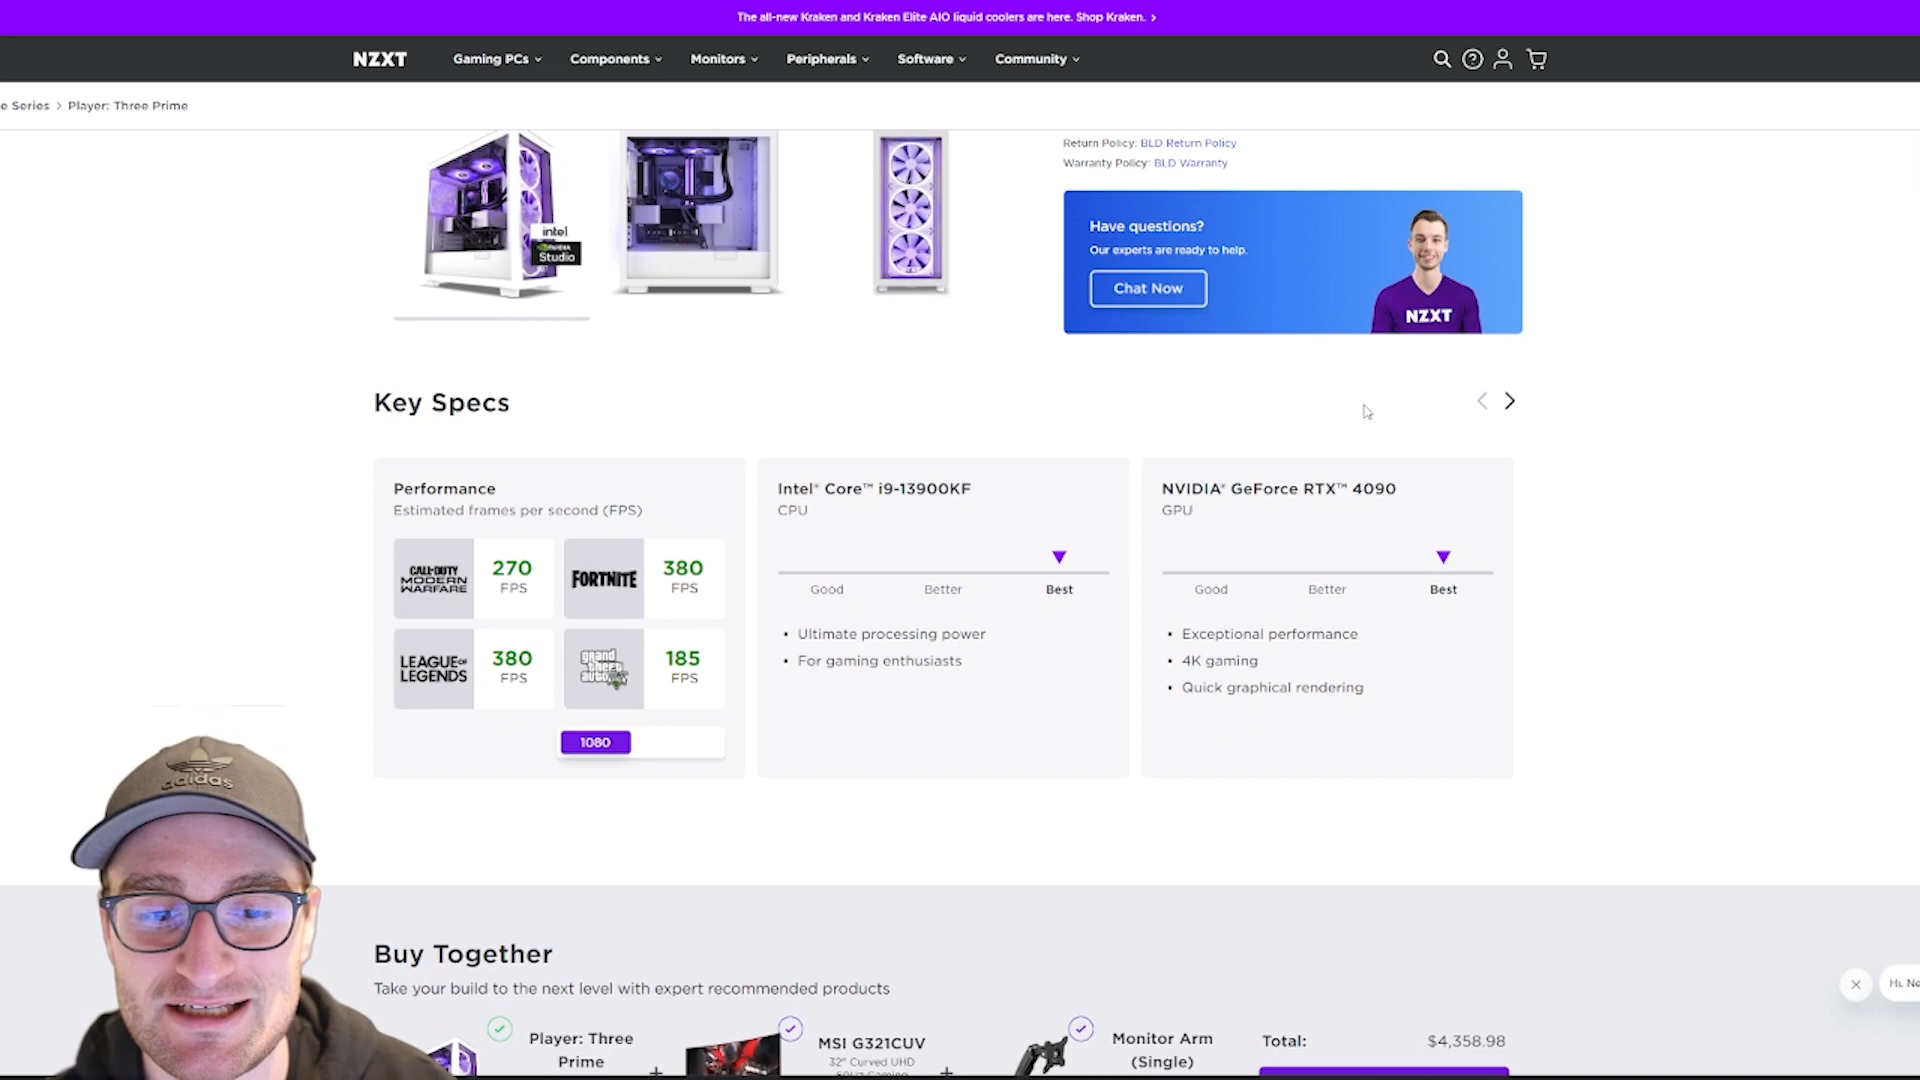 The all-new Kraken and Kraken Elite AIO liquid coolers are here. Shop Kraken. >
NZXT Gaming PCs Components Monitors Peripherals Software Community
e Series > Player: Three Prime
Return Policy: BLD Return Policy
Warranty Policy: BLD Warranty
intel
NVIDIA
Studio
Have questions?
Our experts are ready to help.
Chat Now
NZXT
Key Specs
Performance
Estimated frames per second (FPS)
CALL OF DUTY
MODERN
WARFARE
270
FPS
FORTNITE
380
FPS
LEAGUE OF
LEGENDS
380
FPS
grand
theft
auto
185
FPS
1080
Intel® Core™ i9-13900KF
CPU
Good Better Best
• Ultimate processing power
• For gaming enthusiasts
NVIDIA® GeForce RTX™ 4090
GPU
Good Better Best
• Exceptional performance
• 4K gaming
• Quick graphical rendering
adidas
Buy Together
Take your build to the next level with expert recommended products
Player: Three
Prime
+
MSI G321CUV
32" Curved UHD
60Hz Gaming
+
Monitor Arm
(Single)
Total: $4,358.98
Hi, Ne